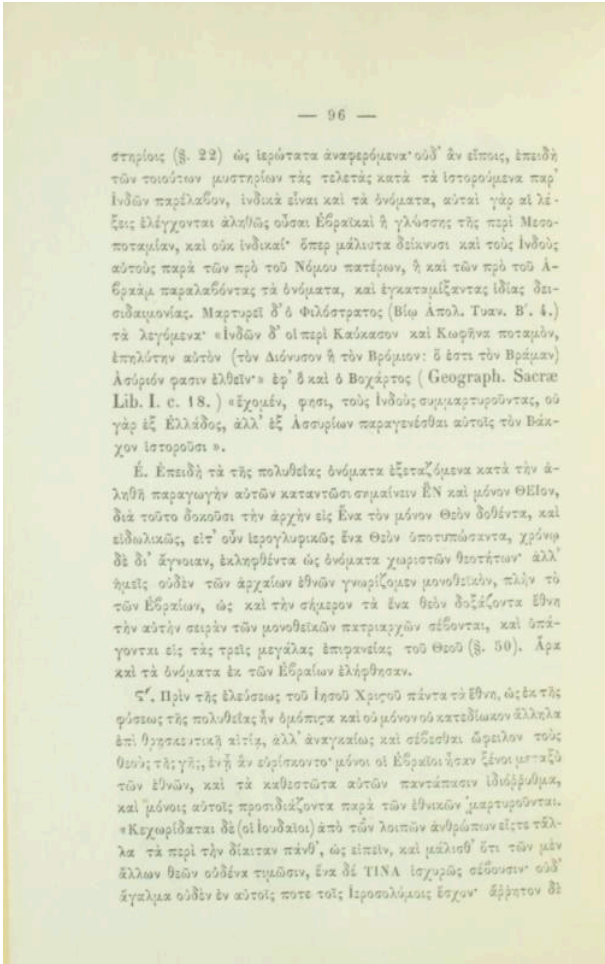 — 96 —
στηρίοις (§. 22) ὡς ἱερώτατα ἀναφερόμενα· οὐδ' ἂν εἴποις, ἐπειδὴ
τῶν τοιούτων μυστηρίων τὰς τελετὰς κατὰ τὰ ἱστορούμενα παρ'
Ἰνδῶν παρέλαβον, ἰνδικὰ εἶναι καὶ τὰ ὀνόματα, αὐταὶ γὰρ αἱ λέ-
ξεις ἐλέγχονται ἀληθῶς οὖσαι Ἑβραϊκαὶ ἢ γλώσσης τῆς περὶ Μεσο-
ποταμίαν, καὶ οὐκ ἰνδικαί· ὅπερ μάλιστα δείκνυσι καὶ τοὺς Ἰνδοὺς
αὐτοὺς παρὰ τῶν πρὸ τοῦ Νόμου πατέρων, ἢ καὶ τῶν πρὸ τοῦ Ἀ-
βραὰμ παραλαβόντας τὰ ὀνόματα, καὶ ἐγκαταμίξαντας ἰδίας δει-
σιδαιμονίας. Μαρτυρεῖ δ' ὁ Φιλόστρατος (Βίῳ Ἀπολ. Τυαν. Β΄. 4.)
τὰ λεγόμενα· «Ἰνδῶν δ' οἱ περὶ Καύκασον καὶ Κωφῆνα ποταμὸν,
ἐπηλύτην αὐτὸν (τὸν Διόνυσον ἢ τὸν Βρόμιον: ὅ ἐστι τὸν Βράμαν)
Ἀσύριόν φασιν ἐλθεῖν·» ἐφ' ὃ καὶ ὁ Βοχάρτος ( Geograph. Sacræ
Lib. I. c. 18. ) «ἔχομέν, φησι, τοὺς Ἰνδοὺς συμμαρτυροῦντας, οὐ
γὰρ ἐξ Ἑλλάδος, ἀλλ' ἐξ Ἀσσυρίων παραγενέσθαι αὐτοῖς τὸν Βάκ-
χον ἱστοροῦσι ».
Ἐ. Ἐπειδὴ τὰ τῆς πολυθεΐας ὀνόματα ἐξεταζόμενα κατὰ τὴν ἀ-
ληθῆ παραγωγὴν αὐτῶν καταντῶσι σημαίνειν ἛΝ καὶ μόνον ΘΕῖον,
διὰ τοῦτο δοκοῦσι τὴν ἀρχὴν εἰς Ἕνα τὸν μόνον Θεὸν δοθέντα, καὶ
εἰδωλικῶς, εἴτ' οὖν ἱερογλυφικῶς ἕνα Θεὸν ὑποτυπώσαντα, χρόνῳ
δὲ δι' ἄγνοιαν, ἐκληφθέντα ὡς ὀνόματα χωριστῶν θεοτήτων· ἀλλ'
ἡμεῖς οὐδὲν τῶν ἀρχαίων ἐθνῶν γνωρίζομεν μονοθεϊκὸν, πλὴν τὸ
τῶν Ἑβραίων, ὡς καὶ τὴν σήμερον τὰ ἕνα θεὸν δοξάζοντα ἔθνη
τὴν αὐτὴν σειρὰν τῶν μονοθεϊκῶν πατριαρχῶν σέβονται, καὶ ὑπά-
γονται εἰς τὰς τρεῖς μεγάλας ἐπιφανείας τοῦ Θεοῦ (§. 50). Ἄρα
καὶ τὰ ὀνόματα ἐκ τῶν Ἑβραίων ἐλήφθησαν.
Ϛ΄. Πρὶν τῆς ἐλεύσεως τοῦ Ἰησοῦ Χριϛοῦ πάντα τὰ ἔθνη, ὡς ἐκ τῆς
φύσεως τῆς πολυθεΐας ἦν ὁμόπιϛα καὶ οὐ μόνον οὐ κατεδίωκον ἄλληλα
ἐπὶ θρησκευτικῇ αἰτίᾳ, ἀλλ' ἀναγκαίως καὶ σέβεσθαι ὤφειλον τοὺς
θεοὺς τῆς γῆς, ἐν ᾗ ἂν εὑρίσκοντο· μόνοι οἱ Ἑβραῖοι ἦσαν ξένοι μεταξὺ
τῶν ἐθνῶν, καὶ τὰ καθεστῶτα αὐτῶν παντάπασιν ἰδιόῤῥυθμα,
καὶ μόνοις αὐτοῖς προσιδιάζοντα παρὰ τῶν ἐθνικῶν μαρτυροῦνται.
«Κεχωρίδαται δὲ (οἱ Ἰουδαῖοι) ἀπὸ τῶν λοιπῶν ἀνθρώπων εἴςτε τἄλ-
λα τὰ περὶ τὴν δίαιταν πάνθ', ὡς εἰπεῖν, καὶ μάλισθ' ὅτι τῶν μὲν
ἄλλων θεῶν οὐδένα τιμῶσιν, ἕνα δέ ΤΙΝΑ ἰσχυρῶς σέβουσιν· οὐδ'
ἄγαλμα οὐδὲν ἐν αὐτοῖς ποτε τοῖς Ἱεροσολύμοις ἔσχον· ἄῤῥητον δὲ